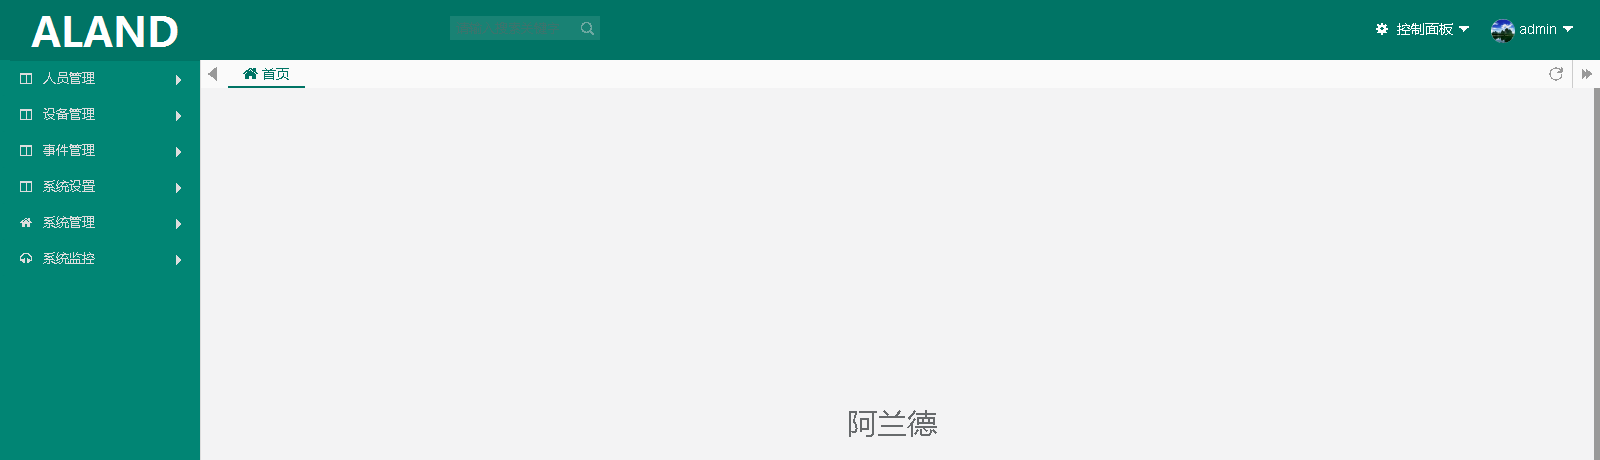 ALAND
控制面板
admin
人员管理
首页
设备管理
事件管理
系统设置
系统管理
系统监控
阿兰德